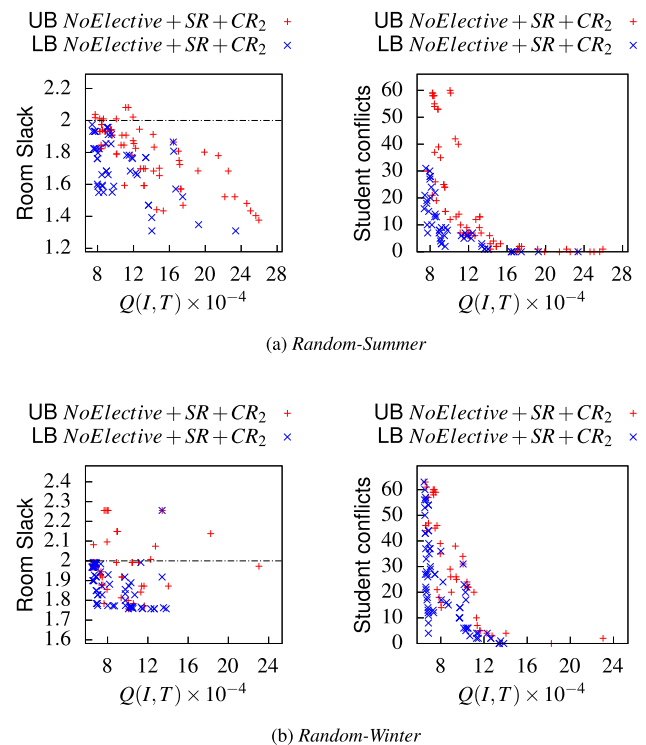 UB NoElective + SR + CR₂ +
LB NoElective + SR + CR₂ ×
Room Slack
2.2
2
1.8
1.6
1.4
1.2
8 12 16 20 24 28
Q(I,T) × 10⁻⁴
UB NoElective + SR + CR₂ +
LB NoElective + SR + CR₂ ×
Student conflicts
60
50
40
30
20
10
0
8 12 16 20 24 28
Q(I,T) × 10⁻⁴
(a) Random-Summer
UB NoElective + SR + CR₂ +
LB NoElective + SR + CR₂ ×
Room Slack
2.4
2.3
2.2
2.1
2
1.9
1.8
1.7
1.6
8 12 16 20 24
Q(I,T) × 10⁻⁴
UB NoElective + SR + CR₂ +
LB NoElective + SR + CR₂ ×
Student conflicts
60
50
40
30
20
10
0
8 12 16 20 24
Q(I,T) × 10⁻⁴
(b) Random-Winter